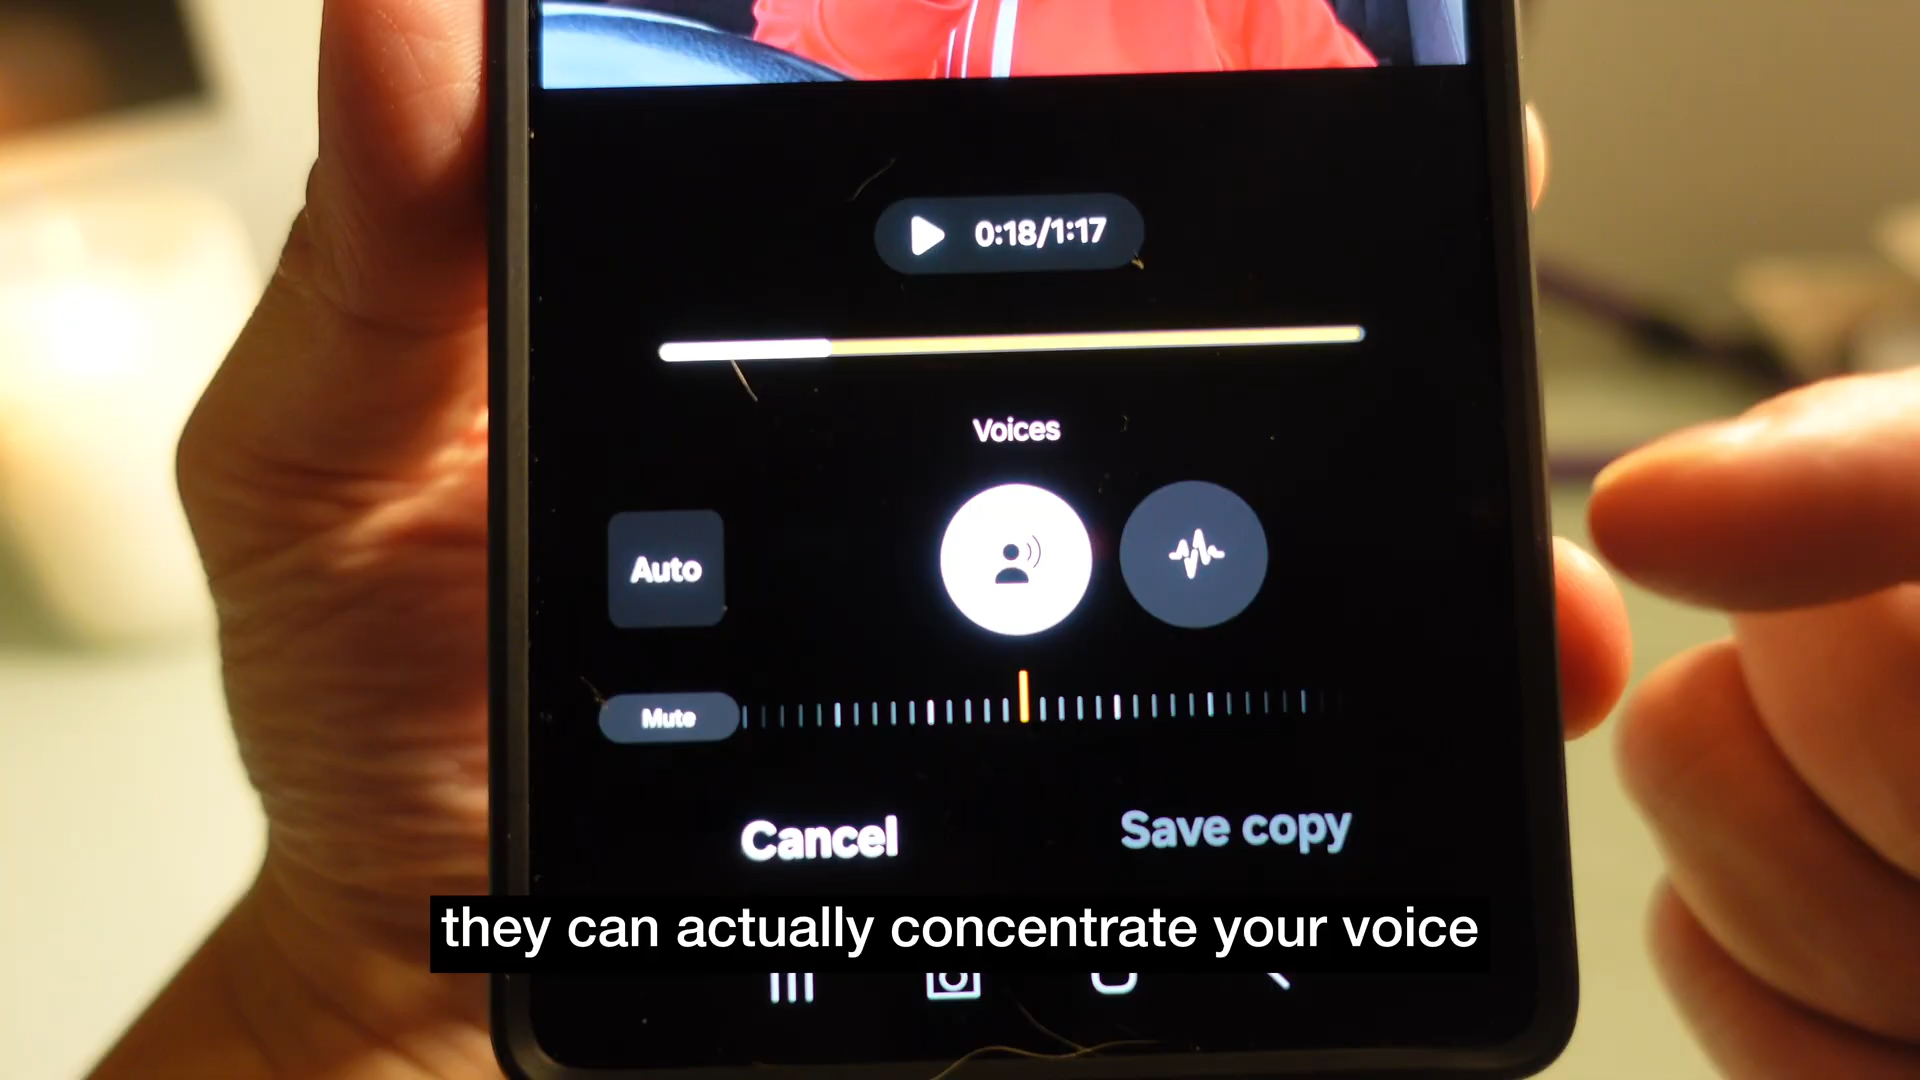 0:18/1:17
Voices
Auto
Mute
Cancel
Save copy
they can actually concentrate your voice